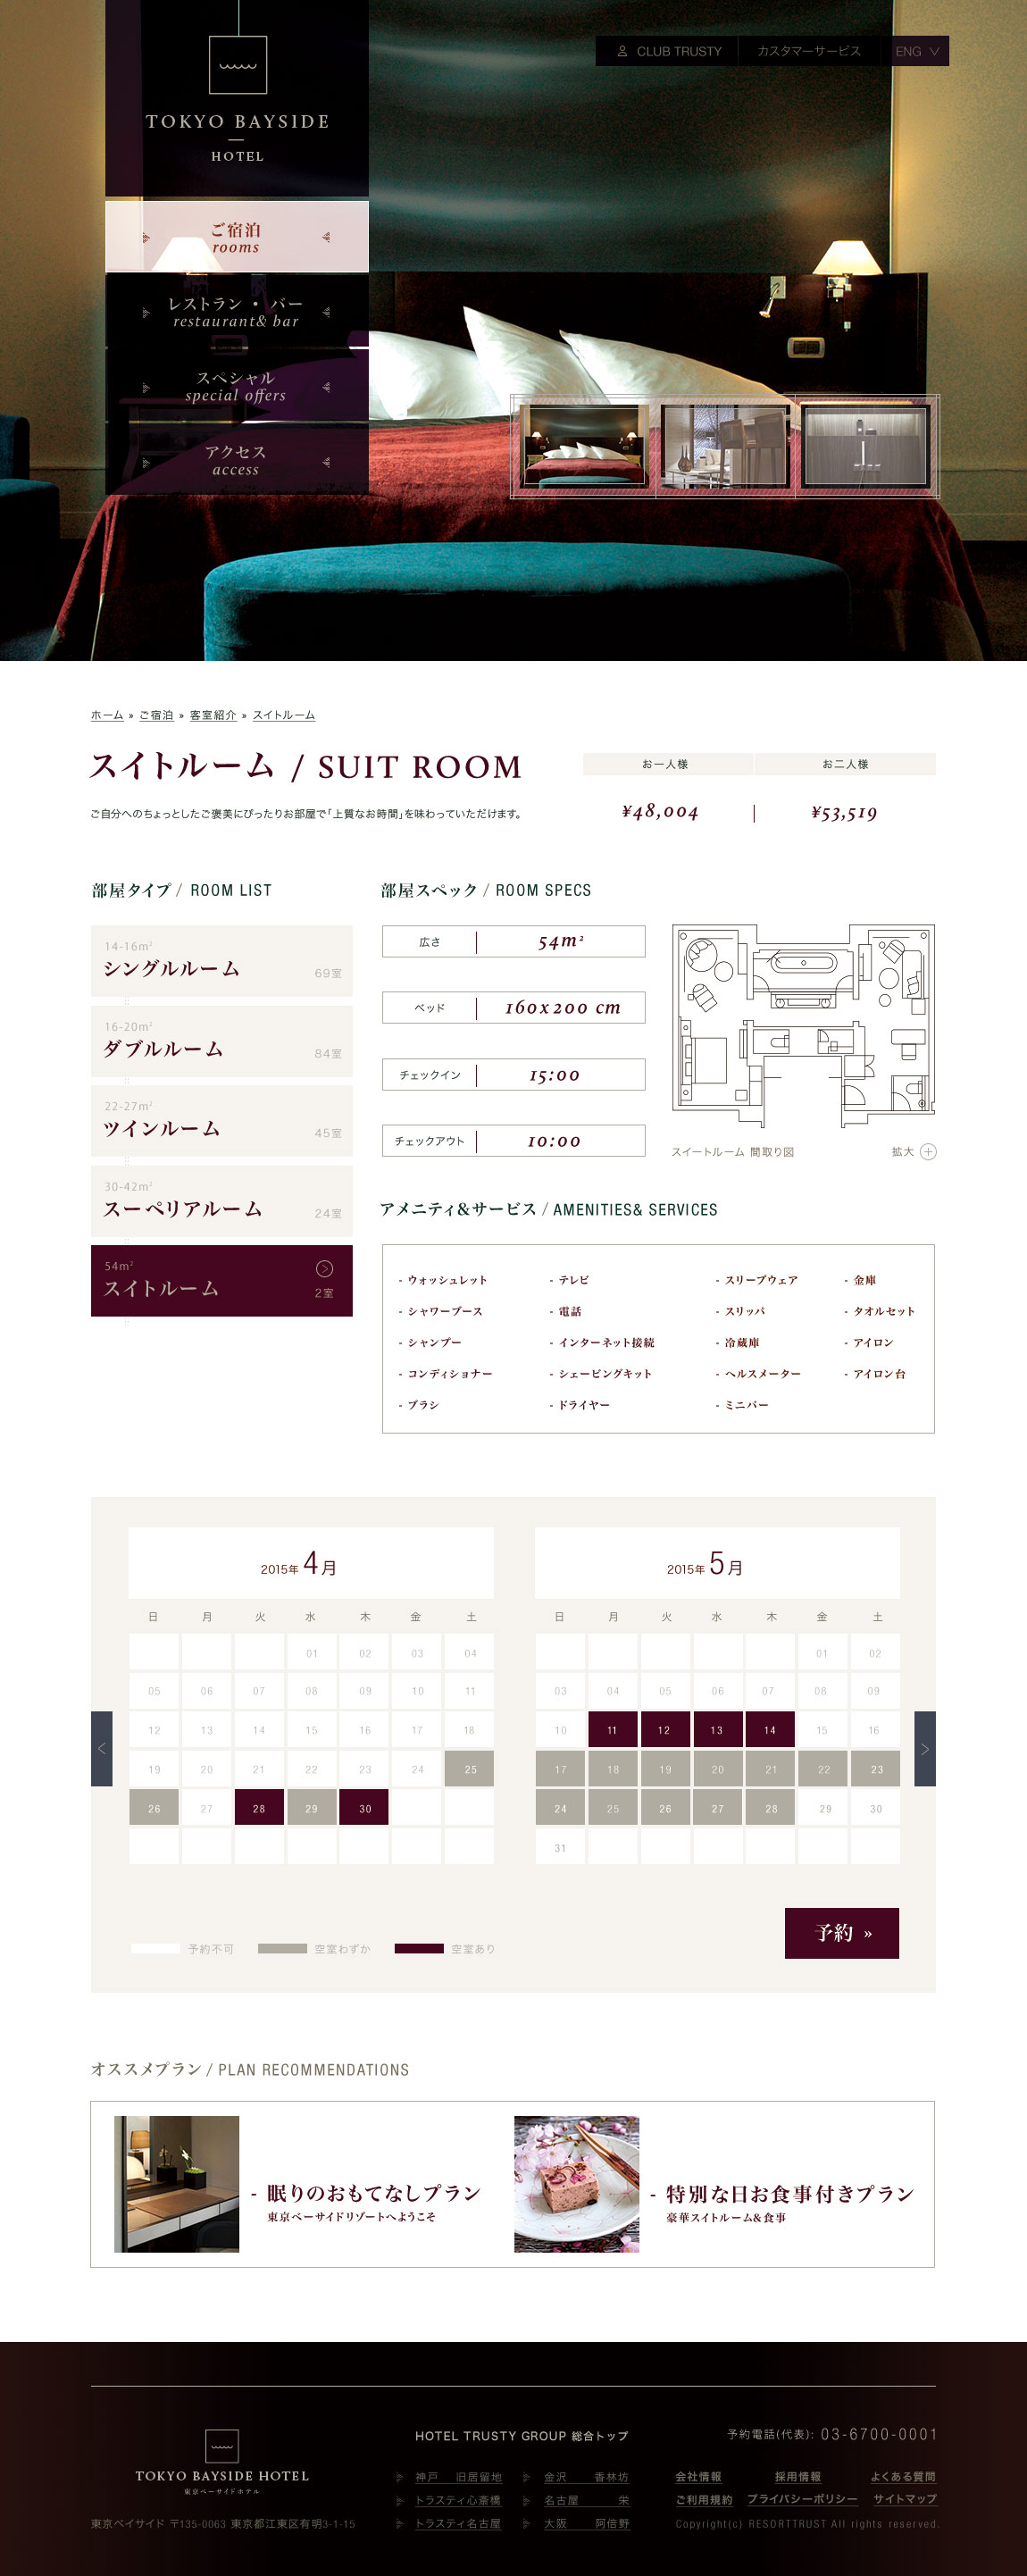 TOKYO BAYSIDE
HOTEL
CLUB TRUSTY
カスタマーサービス
ENG
ご宿泊
rooms
レストラン ・ バー
restaurant& bar
スペシャル
special offers
アクセス
access
ホーム » ご宿泊 » 客室紹介 » スイトルーム
スイトルーム / SUIT ROOM
ご自分へのちょっとしたご褒美にぴったりお部屋で「上質なお時間」を味わっていただけます。
お一人様 お二人様
¥48,004 ¥53,519
部屋タイプ / ROOM LIST
14-16m²
シングルルーム 69室
16-20m²
ダブルルーム 84室
22-27m²
ツインルーム 45室
30-42m²
スーペリアルーム 24室
54m²
スイトルーム 2室
部屋スペック / ROOM SPECS
広さ 54m²
ベッド 160x200 cm
チェックイン 15:00
チェックアウト 10:00
スイートルーム 間取り図 拡大
アメニティ&サービス / AMENITIES& SERVICES
- ウォッシュレット - テレビ - スリープウェア - 金庫
- シャワーブース - 電話 - スリッパ - タオルセット
- シャンプー - インターネット接続 - 冷蔵庫 - アイロン
- コンディショナー - シェービングキット - ヘルスメーター - アイロン台
- ブラシ - ドライヤー - ミニバー
2015年 4月
日 月 火 水 木 金 土
01 02 03 04
05 06 07 08 09 10 11
12 13 14 15 16 17 18
19 20 21 22 23 24 25
26 27 28 29 30
2015年 5月
日 月 火 水 木 金 土
01 02
03 04 05 06 07 08 09
10 11 12 13 14 15 16
17 18 19 20 21 22 23
24 25 26 27 28 29 30
31
予約不可 空室わずか 空室あり
予約 »
オススメプラン / PLAN RECOMMENDATIONS
- 眠りのおもてなしプラン
東京ベーサイドリゾートへようこそ
- 特別な日お食事付きプラン
豪華スイトルーム&食事
TOKYO BAYSIDE HOTEL
東京ベーサイドホテル
東京ベイサイド 〒135-0063 東京都江東区有明3-1-15
HOTEL TRUSTY GROUP 総合トップ
神戸 旧居留地 金沢 香林坊
トラスティ心斎橋 名古屋 栄
トラスティ名古屋 大阪 阿倍野
予約電話(代表): 03-6700-0001
会社情報 採用情報 よくある質問
ご利用規約 プライバシーポリシー サイトマップ
Copyright(c) RESORTTRUST All rights reserved.